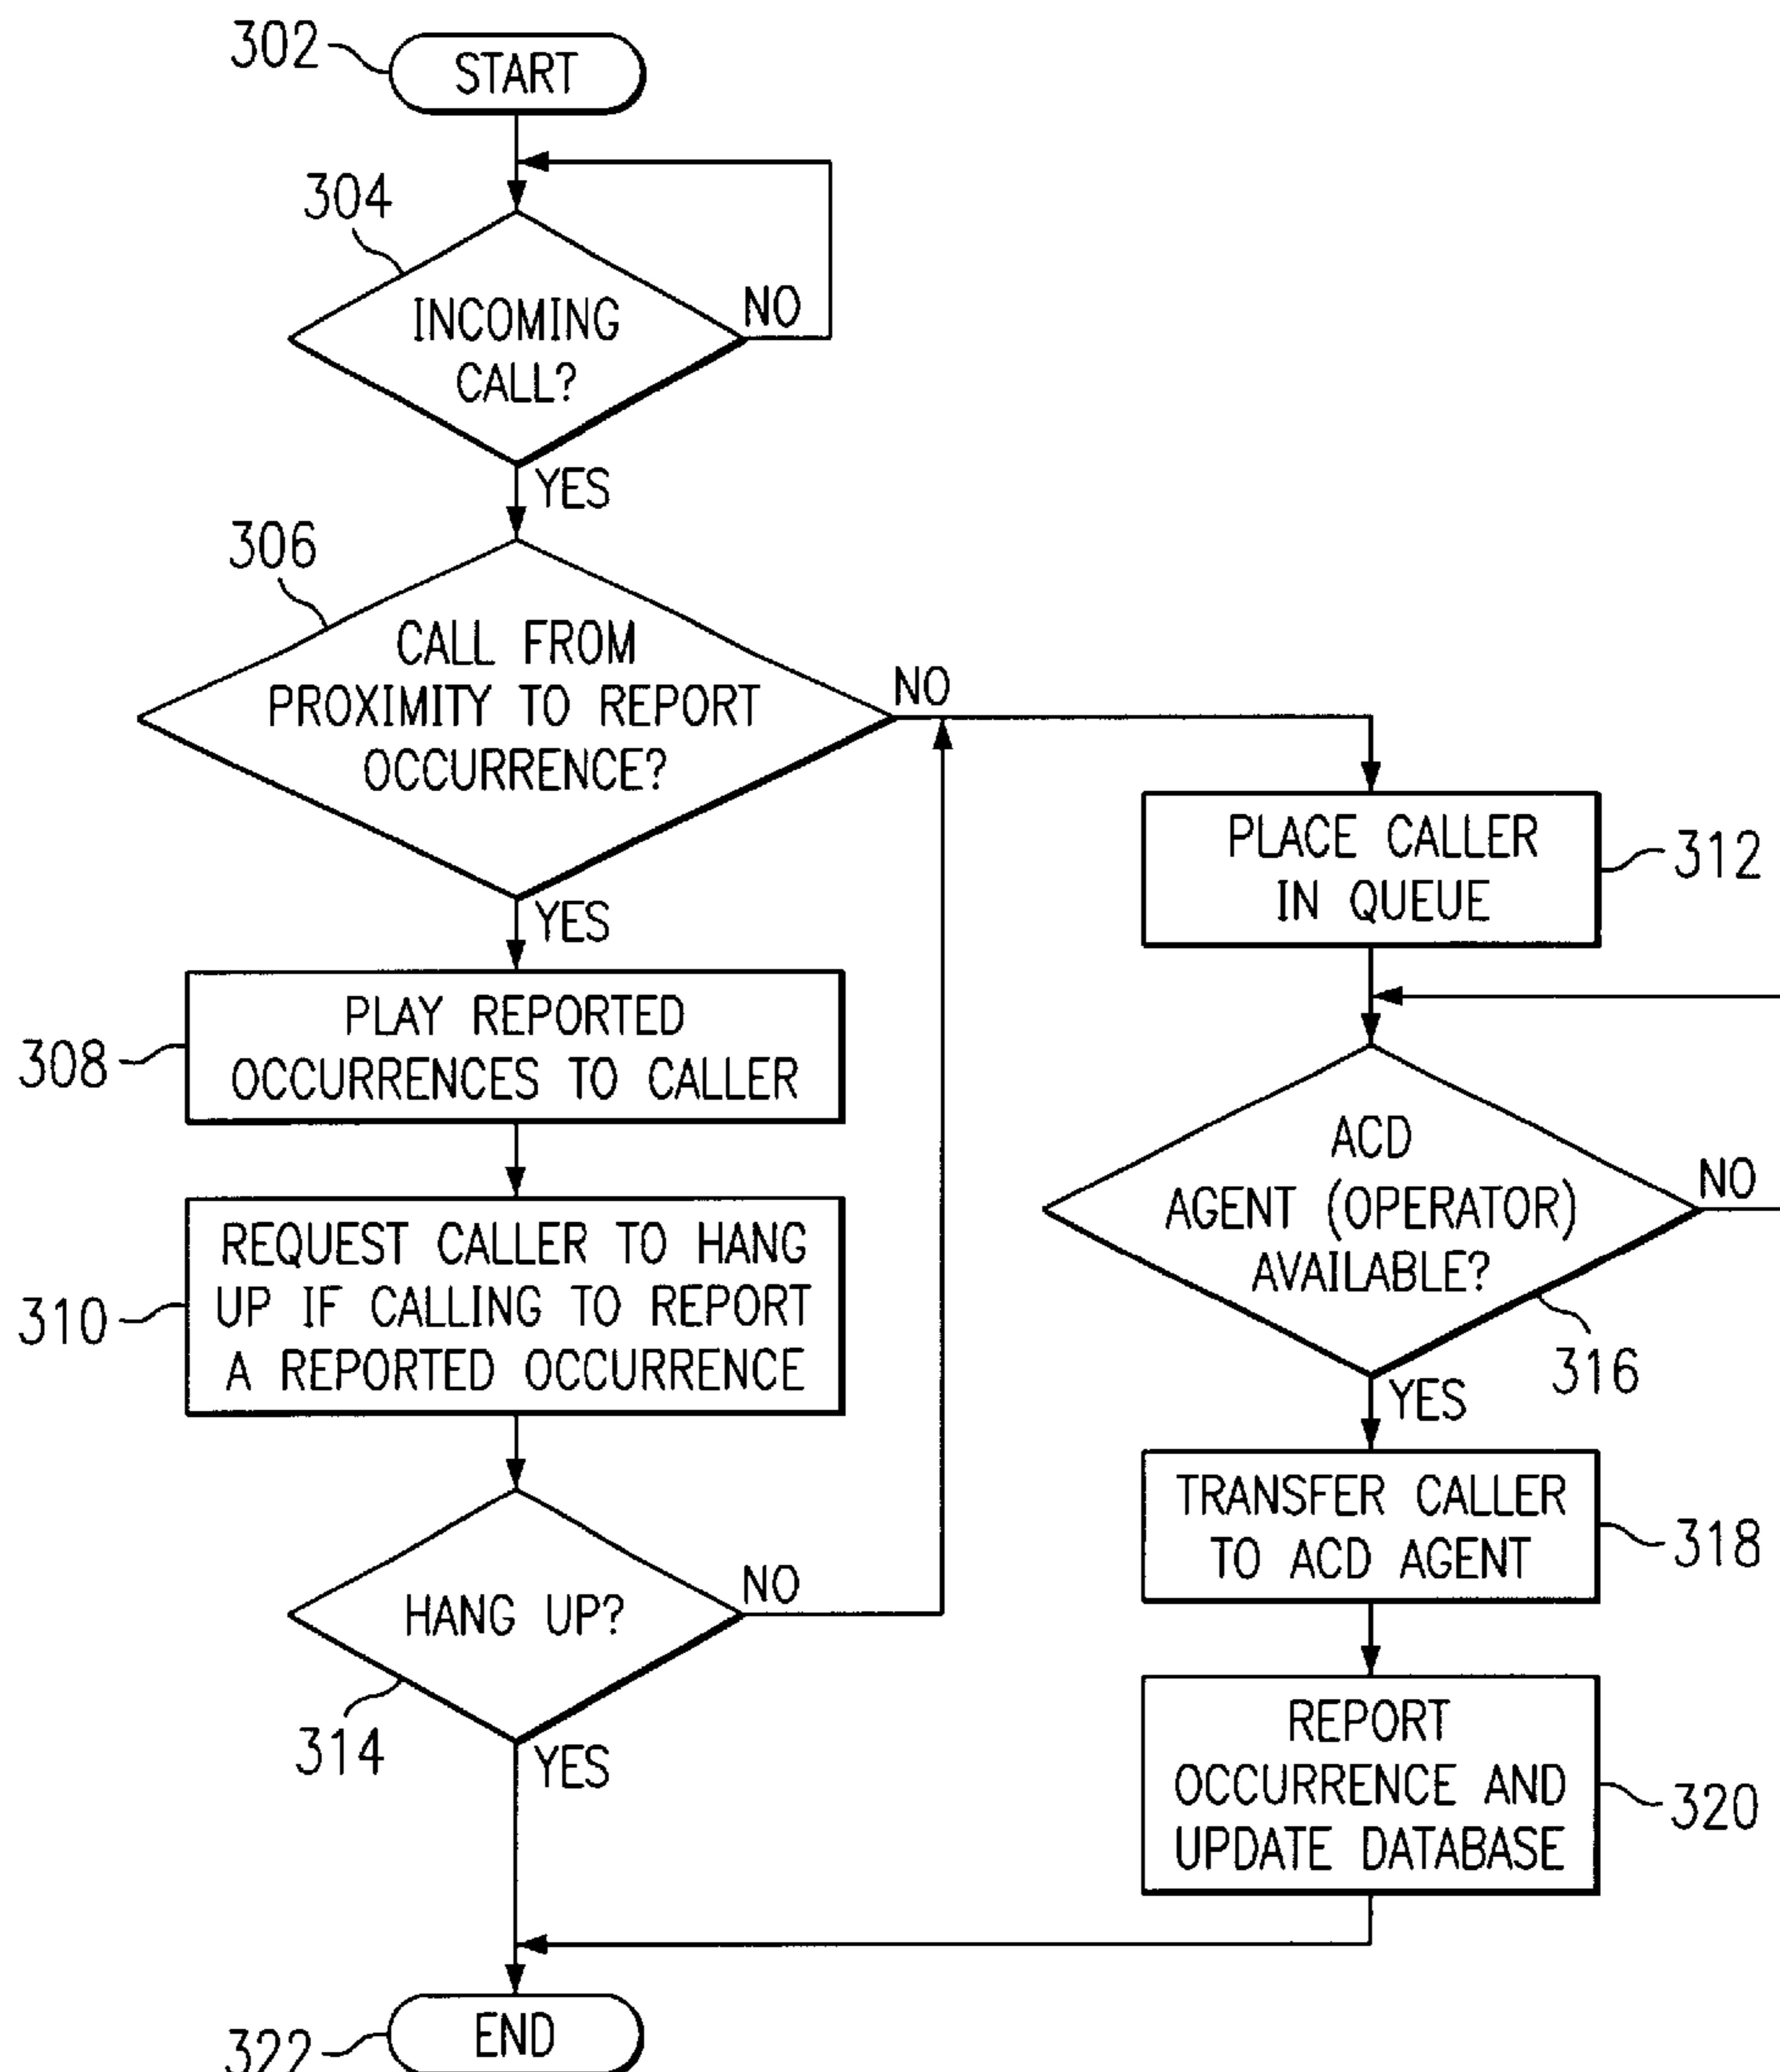 302
START
304
INCOMING
CALL?
NO
YES
306
CALL FROM
PROXIMITY TO REPORT
OCCURRENCE?
NO
YES
308
PLAY REPORTED
OCCURRENCES TO CALLER
310
REQUEST CALLER TO HANG
UP IF CALLING TO REPORT
A REPORTED OCCURRENCE
HANG UP?
NO
314
YES
PLACE CALLER
IN QUEUE
312
ACD
AGENT (OPERATOR)
AVAILABLE?
NO
316
YES
TRANSFER CALLER
TO ACD AGENT
318
REPORT
OCCURRENCE AND
UPDATE DATABASE
320
END
322